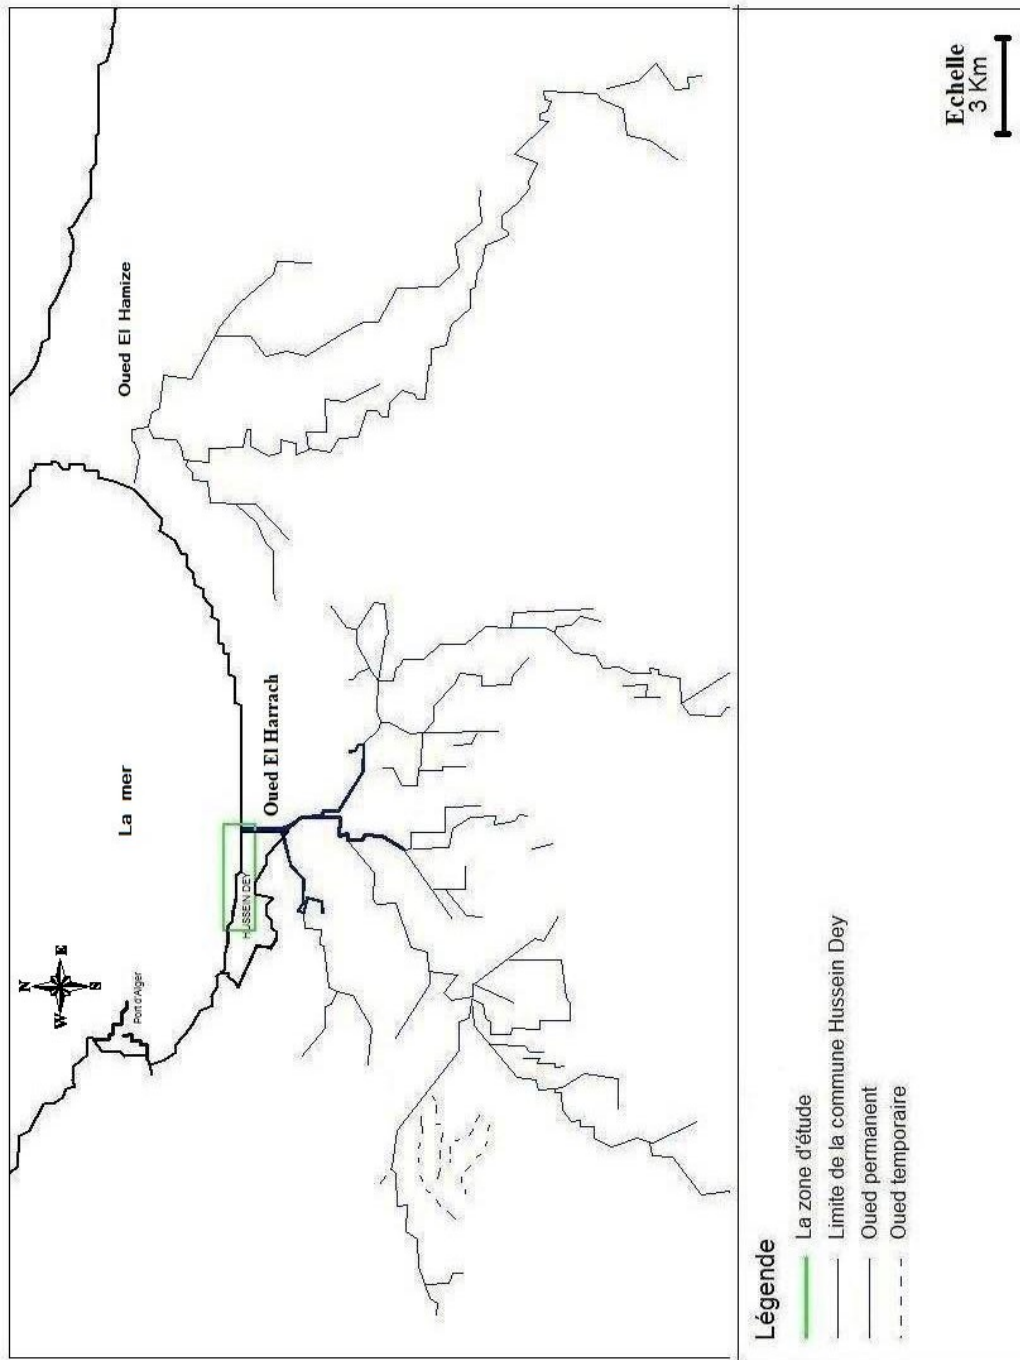 Oued El Hamize
La mer
Oued El Harrach
HUSSEIN DEY
N
W E
S
Port d'Alger
Légende
La zone d'étude
Limite de la commune Hussein Dey
Oued permanent
Oued temporaire
Echelle
3 Km